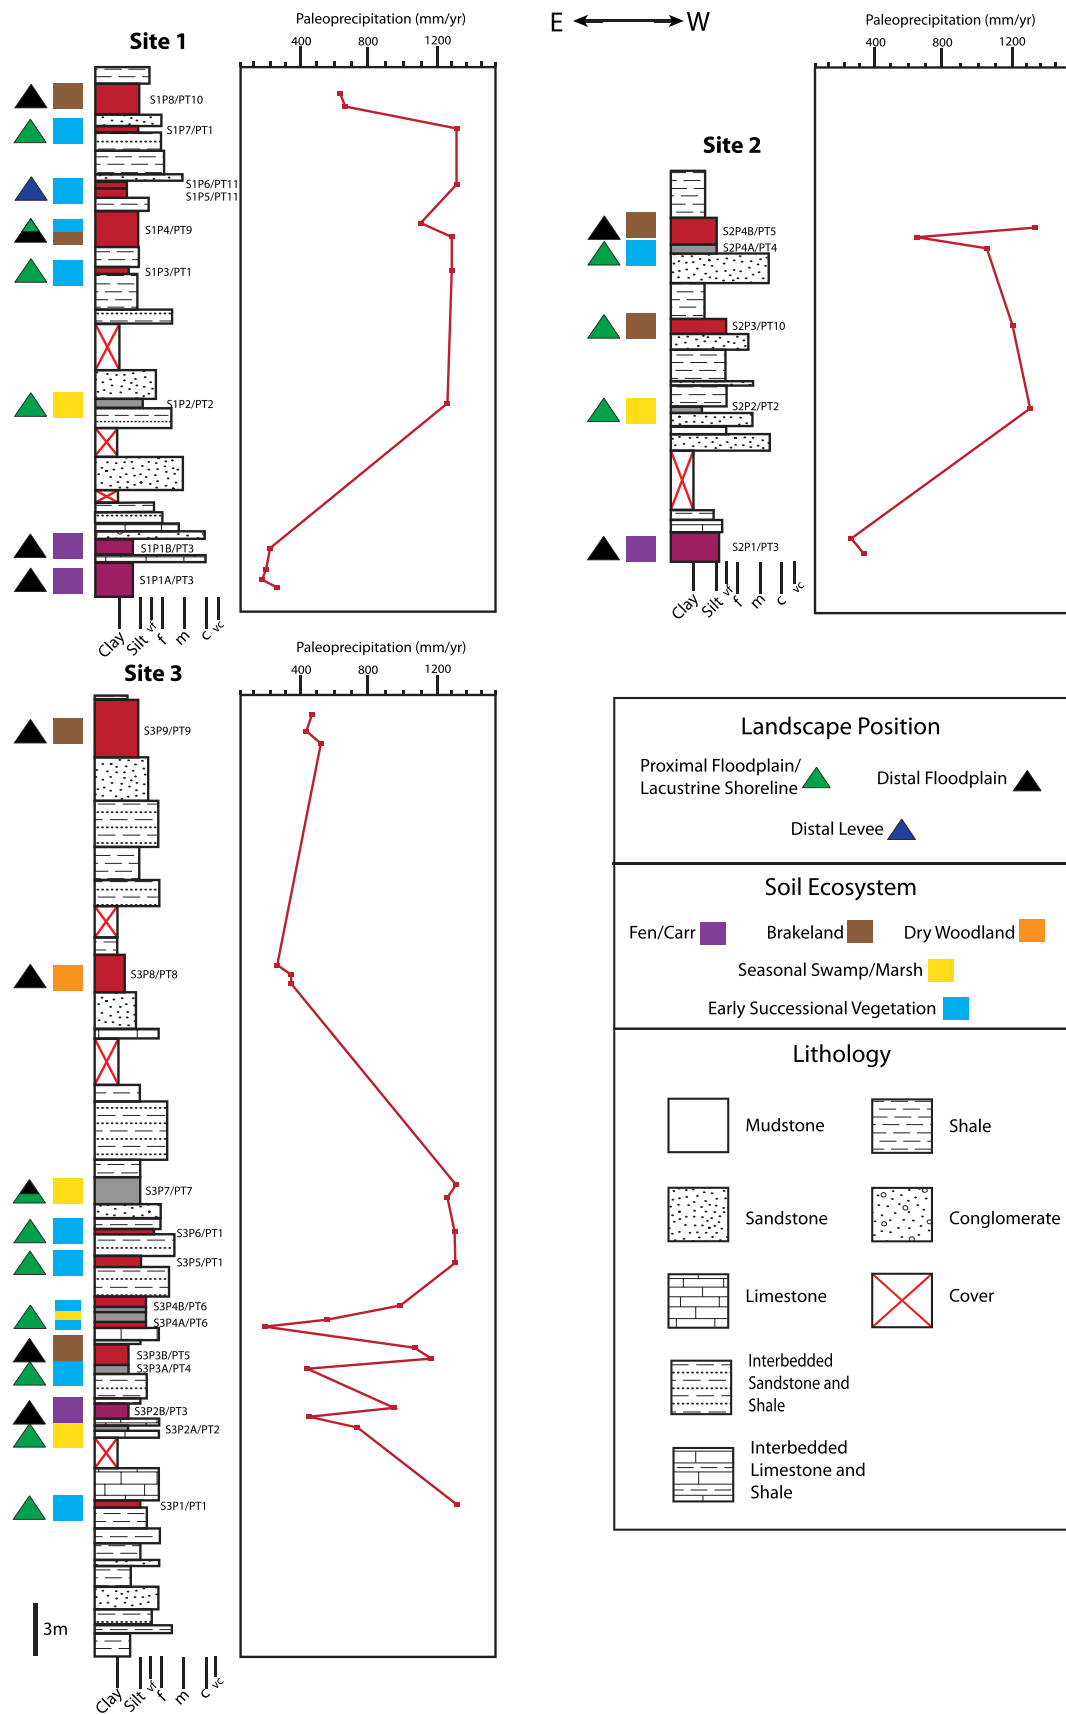 Site 1
Paleoprecipitation (mm/yr)
400 800 1200
S1P8/PT10
S1P7/PT1
S1P6/PT11
S1P5/PT11
S1P4/PT9
S1P3/PT1
S1P2/PT2
S1P1B/PT3
S1P1A/PT3
Clay Silt vf f m c vc
E W
Site 2
Paleoprecipitation (mm/yr)
400 800 1200
S2P4B/PT5
S2P4A/PT4
S2P3/PT10
S2P2/PT2
S2P1/PT3
Clay Silt vf f m c vc
Site 3
Paleoprecipitation (mm/yr)
400 800 1200
S3P9/PT9
S3P8/PT8
S3P7/PT7
S3P6/PT1
S3P5/PT1
S3P4B/PT6
S3P4A/PT6
S3P3B/PT5
S3P3A/PT4
S3P2B/PT3
S3P2A/PT2
S3P1/PT1
3m
Clay Silt vf f m c vc
Landscape Position
Proximal Floodplain/
Lacustrine Shoreline
Distal Floodplain
Distal Levee
Soil Ecosystem
Fen/Carr Brakeland Dry Woodland
Seasonal Swamp/Marsh
Early Successional Vegetation
Lithology
Mudstone Shale
Sandstone Conglomerate
Limestone Cover
Interbedded
Sandstone and
Shale
Interbedded
Limestone and
Shale